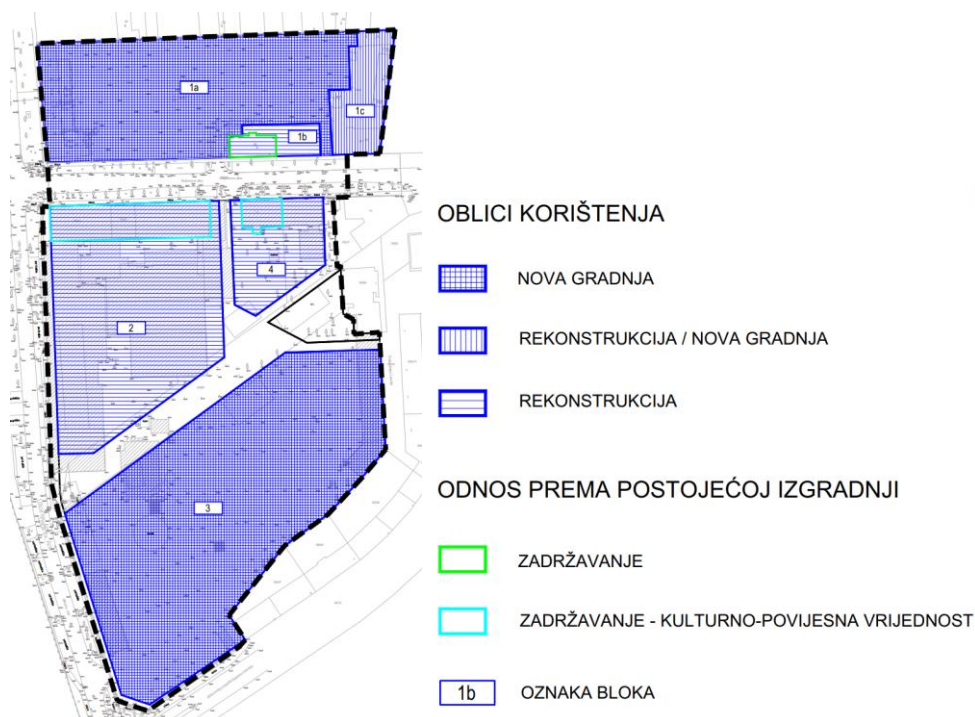 1a
1c
1b
4
2
3
OBLICI KORIŠTENJA
NOVA GRADNJA
REKONSTRUKCIJA / NOVA GRADNJA
REKONSTRUKCIJA
ODNOS PREMA POSTOJEĆOJ IZGRADNJI
ZADRŽAVANJE
ZADRŽAVANJE - KULTURNO-POVIJESNA VRIJEDNOST
1b OZNAKA BLOKA